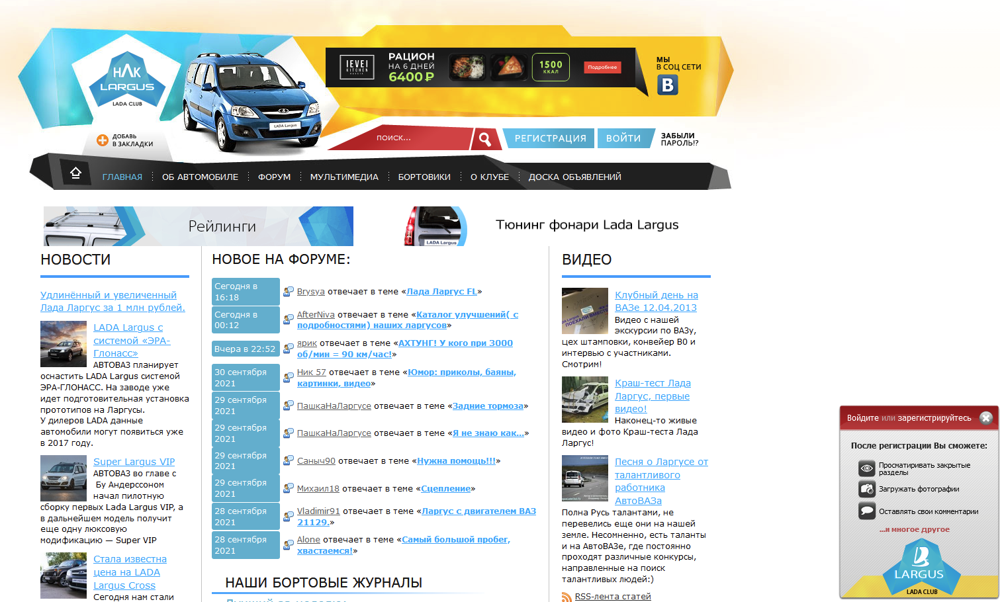 НЛК
LARGUS
LADA CLUB
ДОБАВЬ
В ЗАКЛАДКИ
LADA Largus
LEVEL
KITCHEN
РАЦИОН
НА 6 ДНЕЙ
6400₽
1500
ККАЛ
Подробнее
МЫ
В СОЦ СЕТИ
B
ПОИСК...
РЕГИСТРАЦИЯ
ВОЙТИ
ЗАБЫЛИ
ПАРОЛЬ!?
ГЛАВНАЯ
ОБ АВТОМОБИЛЕ
ФОРУМ
МУЛЬТИМЕДИА
БОРТОВИКИ
О КЛУБЕ
ДОСКА ОБЪЯВЛЕНИЙ
Рейлинги
LADA Largus
Тюнинг фонари Lada Largus
НОВОСТИ
Удлинённый и увеличенный
Лада Ларгус за 1 млн рублей.
LADA Largus с
системой «ЭРА-
Глонасс»
АВТОВАЗ планирует
оснастить LADA Largus системой
ЭРА-ГЛОНАСС. На заводе уже
идет подготовительная установка
прототипов на Ларгусы.
У дилеров LADA данные
автомобили могут появиться уже
в 2017 году.
Super Largus VIP
АВТОВАЗ во главе с
Бу Андерссоном
начал пилотную
сборку первых Lada Largus VIP, а
в дальнейшем модель получит
еще одну люксовую
модификацию — Super VIP
Стала известна
цена на LADA
Largus Cross
Сегодня нам стали
НОВОЕ НА ФОРУМЕ:
Сегодня в
16:18
Brysya отвечает в теме «Лада Ларгус FL»
Сегодня в
00:12
AfterNiva отвечает в теме «Каталог улучшений( с
подробностями) наших ларгусов»
Вчера в 22:52
ярик отвечает в теме «АХТУНГ! У кого при 3000
об/мин = 90 км/час!»
30 сентября
2021
Ник 57 отвечает в теме «Юмор: приколы, баяны,
картинки, видео»
29 сентября
2021
ПашкаНаЛаргусе отвечает в теме «Задние тормоза»
29 сентября
2021
ПашкаНаЛаргусе отвечает в теме «Я не знаю как...»
29 сентября
2021
Саныч90 отвечает в теме «Нужна помощь!!!»
29 сентября
2021
Михаил18 отвечает в теме «Сцепление»
28 сентября
2021
Vladimir91 отвечает в теме «Ларгус с двигателем ВАЗ
21129.»
28 сентября
2021
Alone отвечает в теме «Самый большой пробег,
хвастаемся!»
НАШИ БОРТОВЫЕ ЖУРНАЛЫ
ВИДЕО
Клубный день на
ВАЗе 12.04.2013
Видео с нашей
экскурсии по ВАЗу,
цех штамповки, конвейер В0 и
интервью с участниками.
Смотрим!
Краш-тест Лада
Ларгус, первые
видео!
Наконец-то живые
видео и фото Краш-теста Лада
Ларгус!
Песня о Ларгусе от
талантливого
работника
АвтоВАЗа
Полна Русь талантами, не
перевелись еще они на нашей
земле. Несомненно, есть таланты
и на АвтоВАЗе, где постоянно
проходят различные конкурсы,
направленные на поиск
талантливых людей:)
RSS-лента статей
Войдите или зарегистрируйтесь
После регистрации Вы сможете:
Просматиривать закрытые
разделы
Загружать фотографии
Оставлять свои комментарии
...и многое другое
LARGUS
LADA CLUB